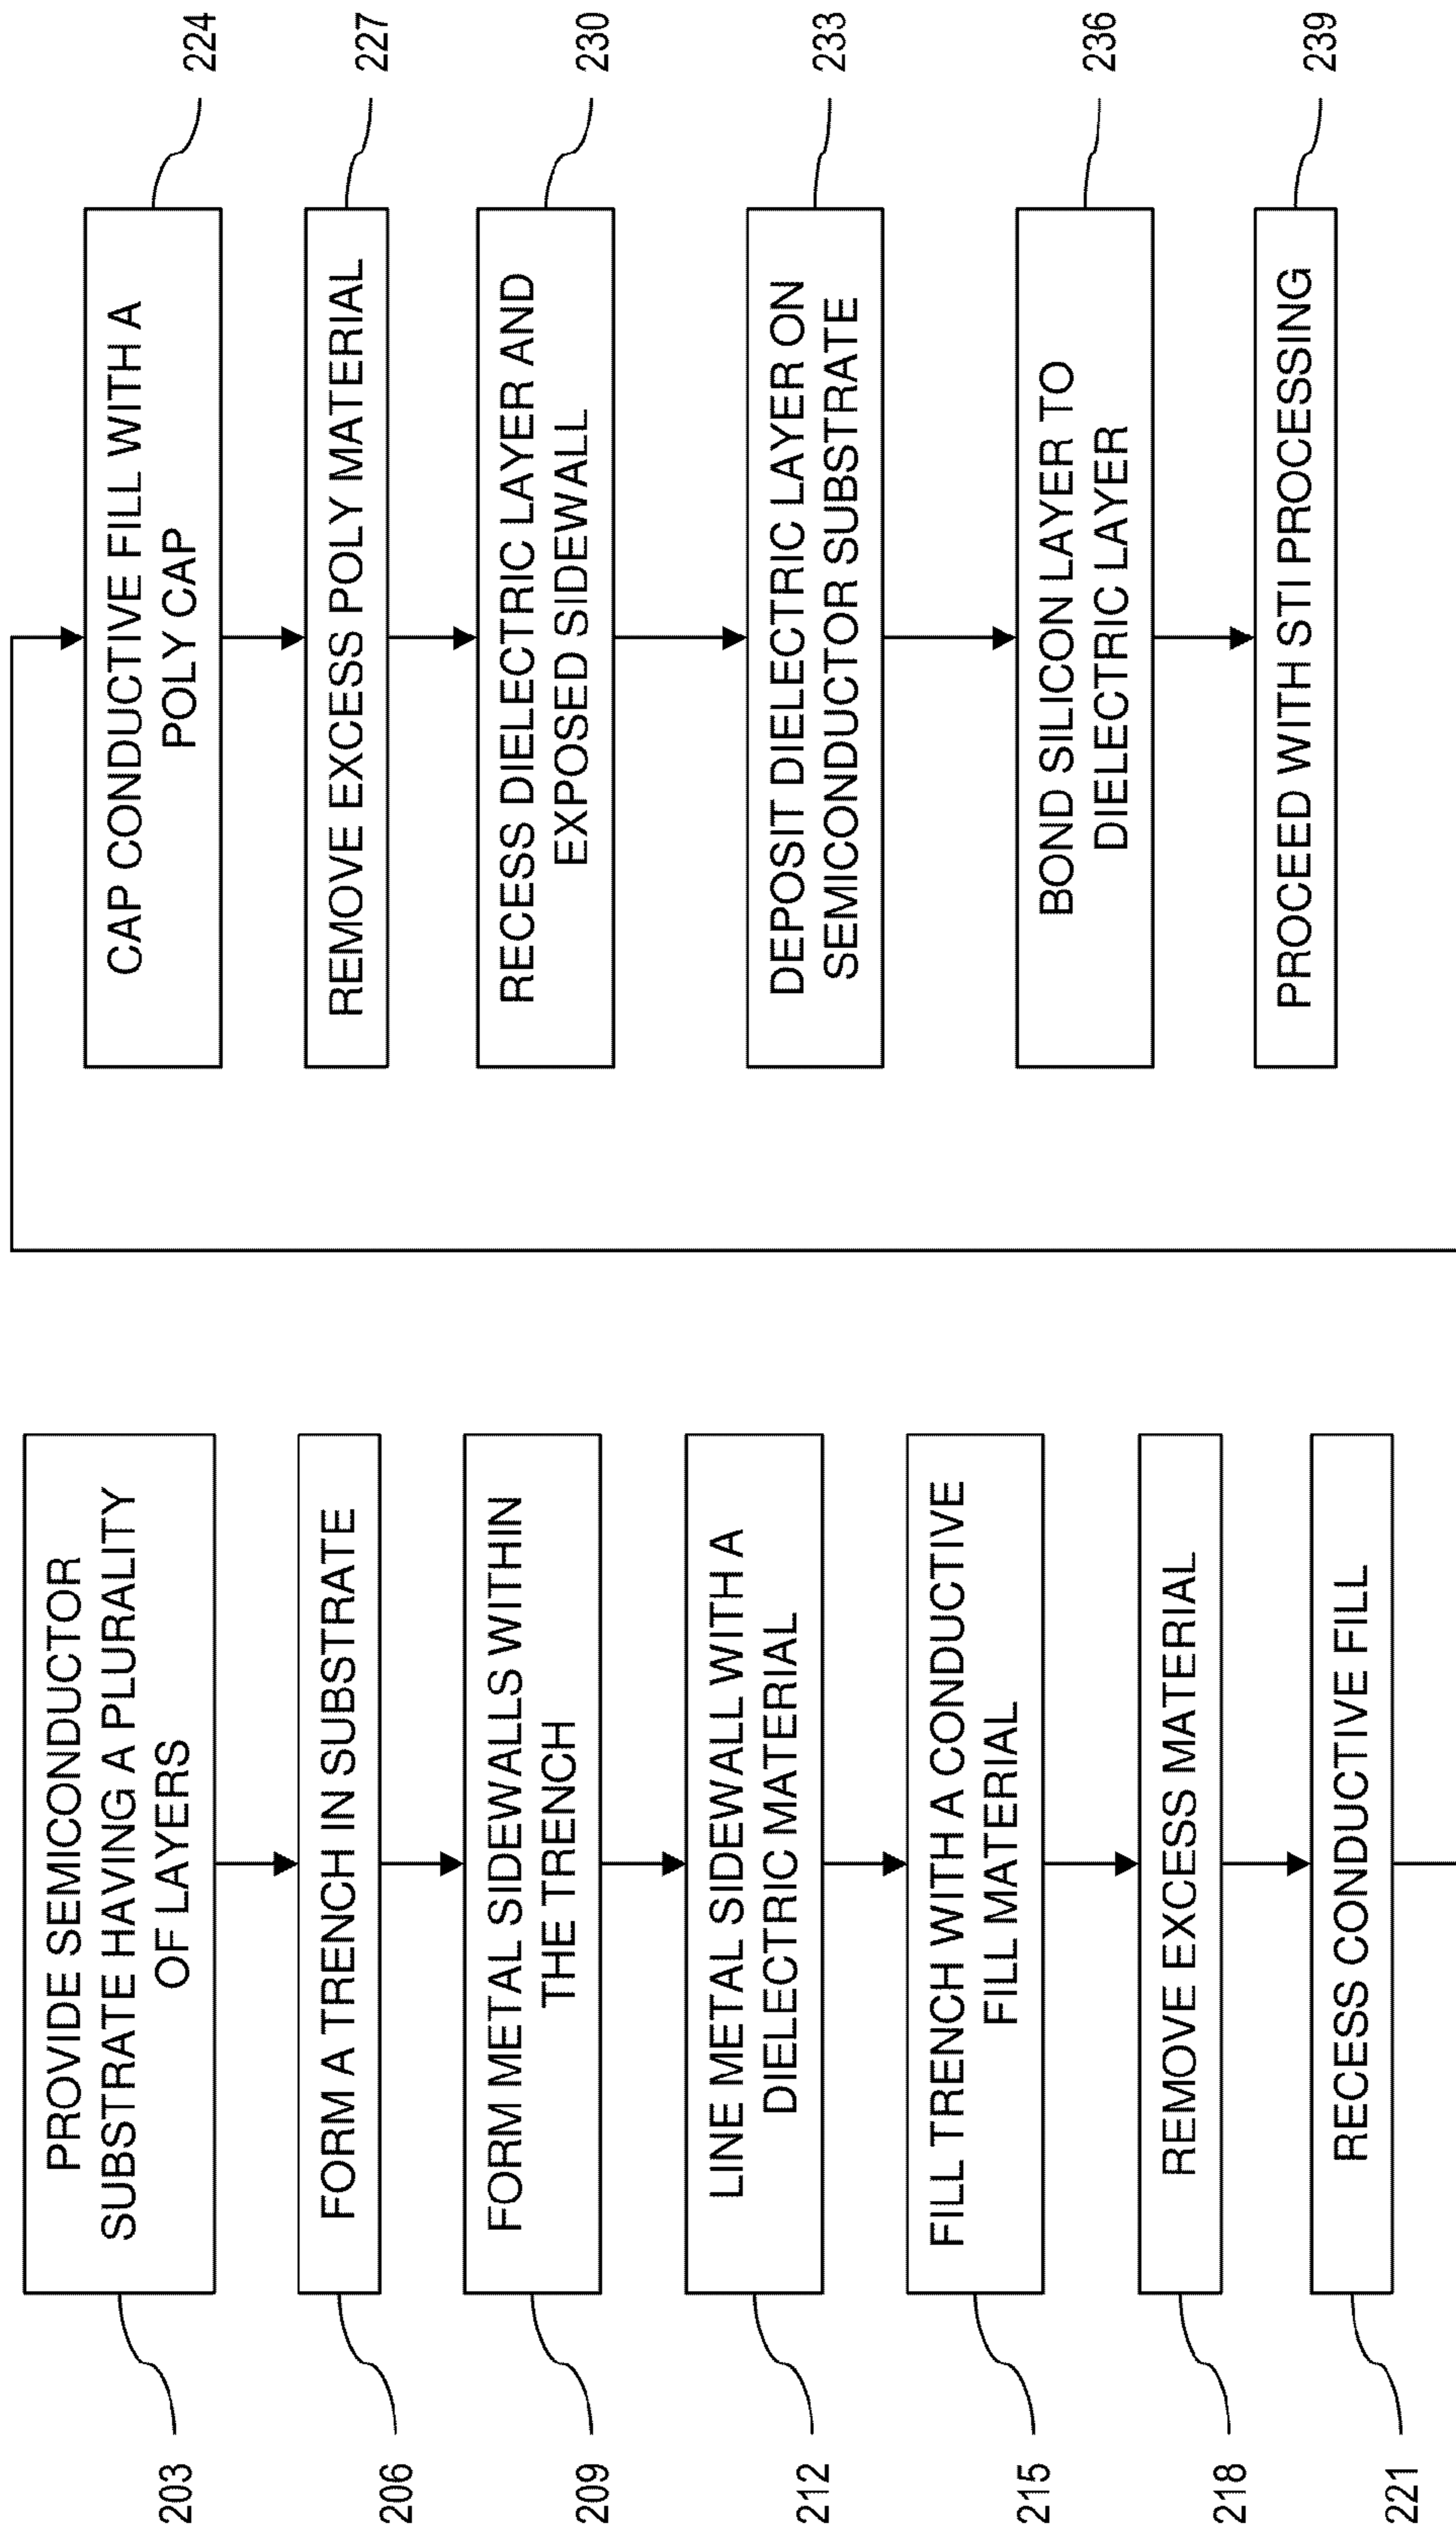 203
PROVIDE SEMICONDUCTOR
SUBSTRATE HAVING A PLURALITY
OF LAYERS
206
FORM A TRENCH IN SUBSTRATE
209
FORM METAL SIDEWALLS WITHIN
THE TRENCH
212
LINE METAL SIDEWALL WITH A
DIELECTRIC MATERIAL
215
FILL TRENCH WITH A CONDUCTIVE
FILL MATERIAL
218
REMOVE EXCESS MATERIAL
221
RECESS CONDUCTIVE FILL
CAP CONDUCTIVE FILL WITH A
POLY CAP
224
REMOVE EXCESS POLY MATERIAL
227
RECESS DIELECTRIC LAYER AND
EXPOSED SIDEWALL
230
DEPOSIT DIELECTRIC LAYER ON
SEMICONDUCTOR SUBSTRATE
233
BOND SILICON LAYER TO
DIELECTRIC LAYER
236
PROCEED WITH STI PROCESSING
239